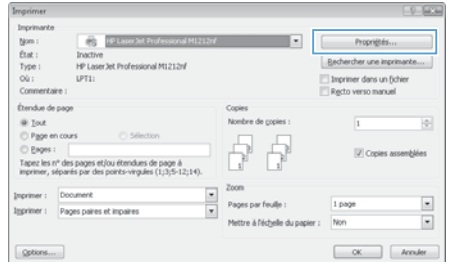 Imprimer
Imprimante
Nom : HP LaserJet Professional M1212nf Propriétés...
État : Inactive
Type : HP LaserJet Professional M1212nf Rechercher une imprimante...
Où : LPT1: Imprimer dans un fichier
Commentaire : Recto verso manuel
Étendue de page Copies
Tout Nombre de copies : 1
Page en cours Sélection
Pages : Copies assemblées
Tapez les n° des pages et/ou étendues de page à
imprimer, séparés par des points-virgules (1;3;5-12;14).
Imprimer : Document Zoom
Imprimer : Pages paires et impaires Pages par feuille : 1 page
Mettre à l'échelle du papier : Non
Options... OK Annuler